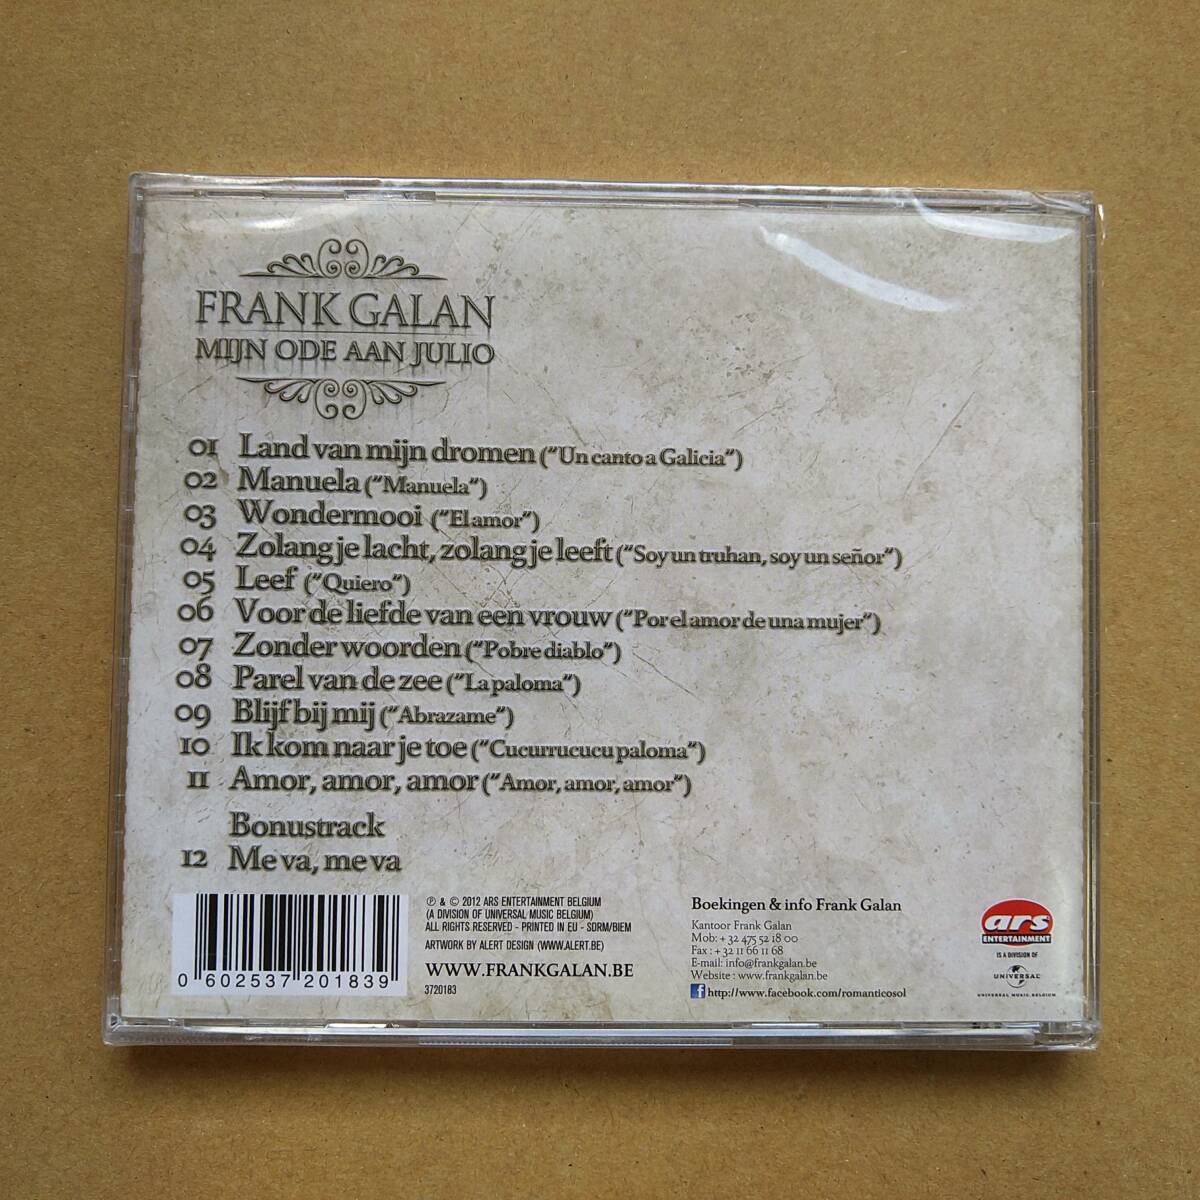 FRANK GALAN
MIJN ODE AAN JULIO
01 Land van mijn dromen ("Un canto a Galicia")
02 Manuela ("Manuela")
03 Wondermooi ("El amor")
04 Zolang je lacht, zolang je leeft ("Soy un truhan, soy un señor")
05 Leef ("Quiero")
06 Voor de liefde van een vrouw ("Por el amor de una mujer")
07 Zonder woorden ("Pobre diablo")
08 Parel van de zee ("La paloma")
09 Blijf bij mij ("Abrazame")
10 Ik kom naar je toe ("Cucurrucucu paloma")
11 Amor, amor, amor ("Amor, amor, amor")
Bonustrack
12 Me va, me va
0 602537 201839
℗ & © 2012 ARS ENTERTAINMENT BELGIUM
(A DIVISION OF UNIVERSAL MUSIC BELGIUM)
ALL RIGHTS RESERVED - PRINTED IN EU - SDRM/BIEM
ARTWORK BY ALERT DESIGN (WWW.ALERT.BE)
WWW.FRANKGALAN.BE
3720183
Boekingen & info Frank Galan
Kantoor Frank Galan
Mob: + 32 475 52 18 00
Fax : + 32 11 66 11 68
E-mail: info@frankgalan.be
Website : www.frankgalan.be
f http://www.facebook.com/romanticosol
ars
ENTERTAINMENT
IS A DIVISION OF
UNIVERSAL
UNIVERSAL MUSIC BELGIUM